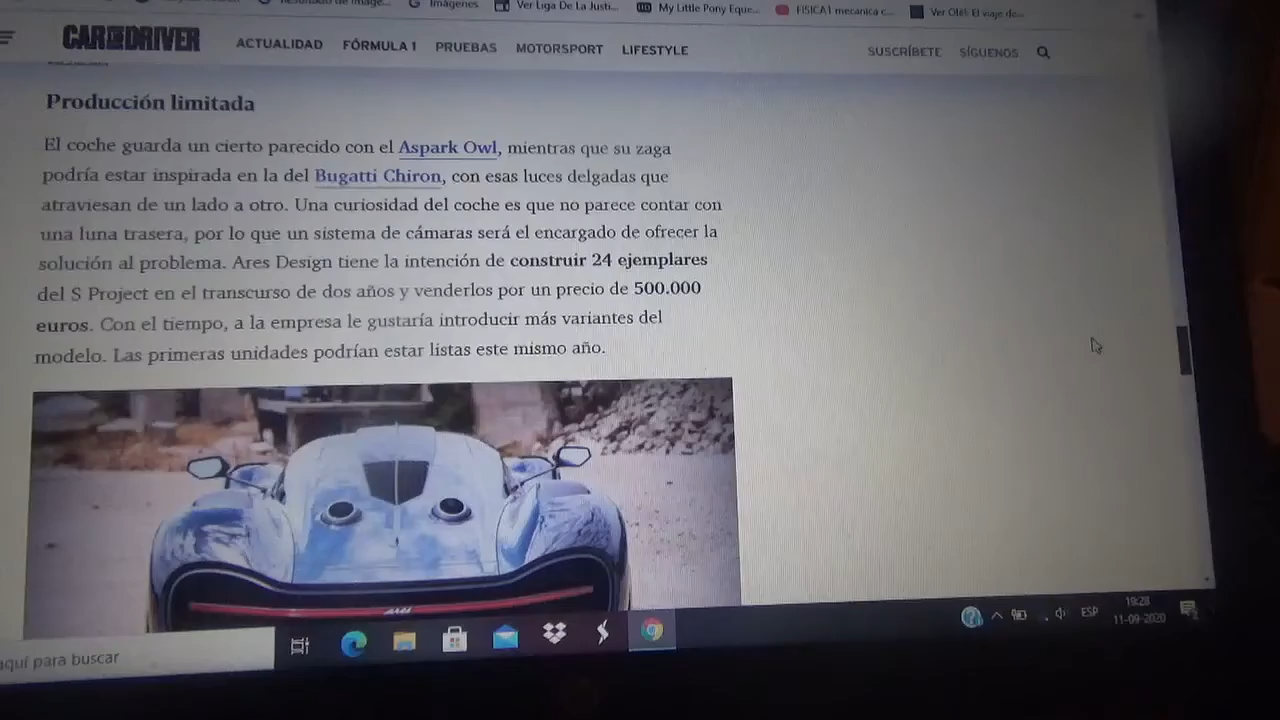 Imágenes
Ver Liga De La Justi...
My Little Pony Eque...
FISICA1 mecanica c...
Ver Olé!: El viaje de...
CAR AND DRIVER
ACTUALIDAD
FÓRMULA 1
PRUEBAS
MOTORSPORT
LIFESTYLE
SUSCRÍBETE
SÍGUENOS
Producción limitada
El coche guarda un cierto parecido con el Aspark Owl, mientras que su zaga
podría estar inspirada en la del Bugatti Chiron, con esas luces delgadas que
atraviesan de un lado a otro. Una curiosidad del coche es que no parece contar con
una luna trasera, por lo que un sistema de cámaras será el encargado de ofrecer la
solución al problema. Ares Design tiene la intención de construir 24 ejemplares
del S Project en el transcurso de dos años y venderlos por un precio de 500.000
euros. Con el tiempo, a la empresa le gustaría introducir más variantes del
modelo. Las primeras unidades podrían estar listas este mismo año.
aquí para buscar
ESP
19:28
11-09-2020